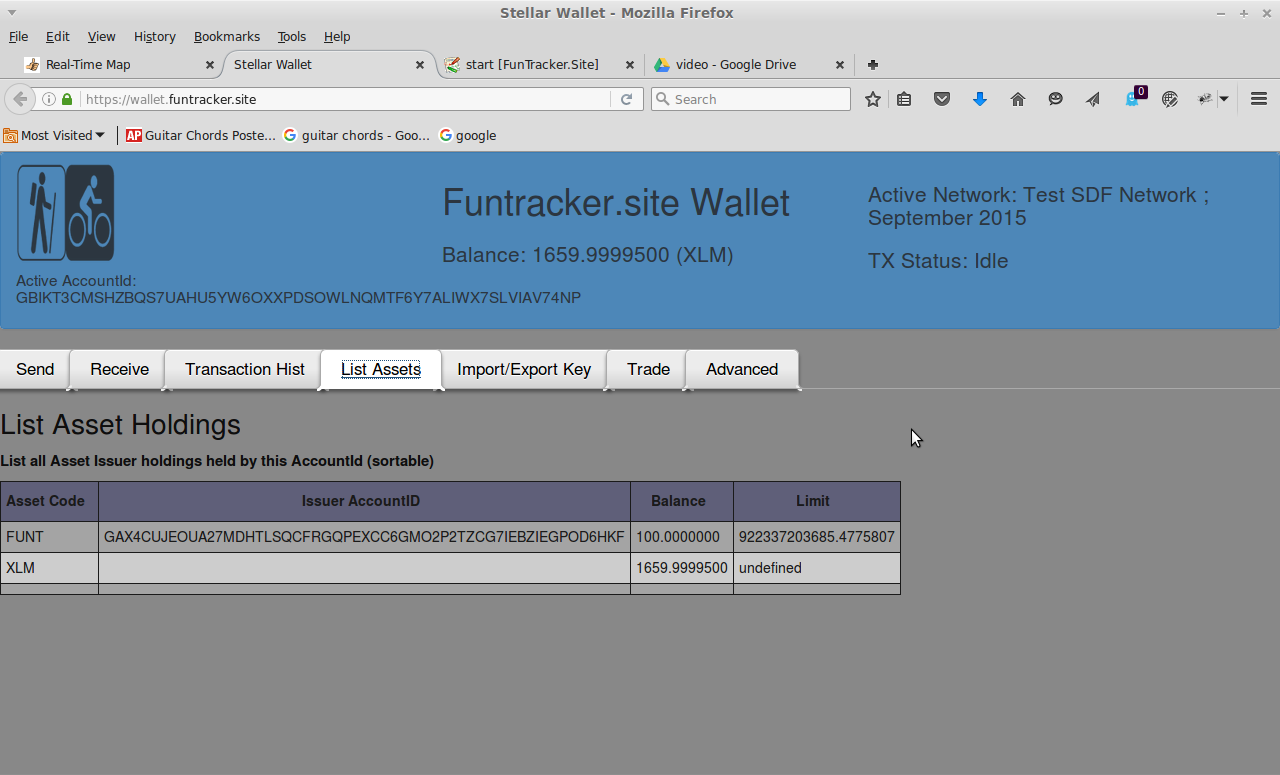 Stellar Wallet - Mozilla Firefox
File Edit View History Bookmarks Tools Help
Real-Time Map Stellar Wallet start [FunTracker.Site] video - Google Drive
https://wallet.funtracker.site Search 0
Most Visited AP Guitar Chords Poste... guitar chords - Goo... google
Funtracker.site Wallet
Balance: 1659.9999500 (XLM)
Active Network: Test SDF Network ;
September 2015
TX Status: Idle
Active AccountId:
GBIKT3CMSHZBQS7UAHU5YW6OXXPDSOWLNQMTF6Y7ALIWX7SLVIAV74NP
Send Receive Transaction Hist List Assets Import/Export Key Trade Advanced
List Asset Holdings
List all Asset Issuer holdings held by this AccountId (sortable)
Asset Code Issuer AccountID Balance Limit
FUNT GAX4CUJEOUA27MDHTLSQCFRGQPEXCC6GMO2P2TZCG7IEBZIEGPOD6HKF 100.0000000 922337203685.4775807
XLM 1659.9999500 undefined